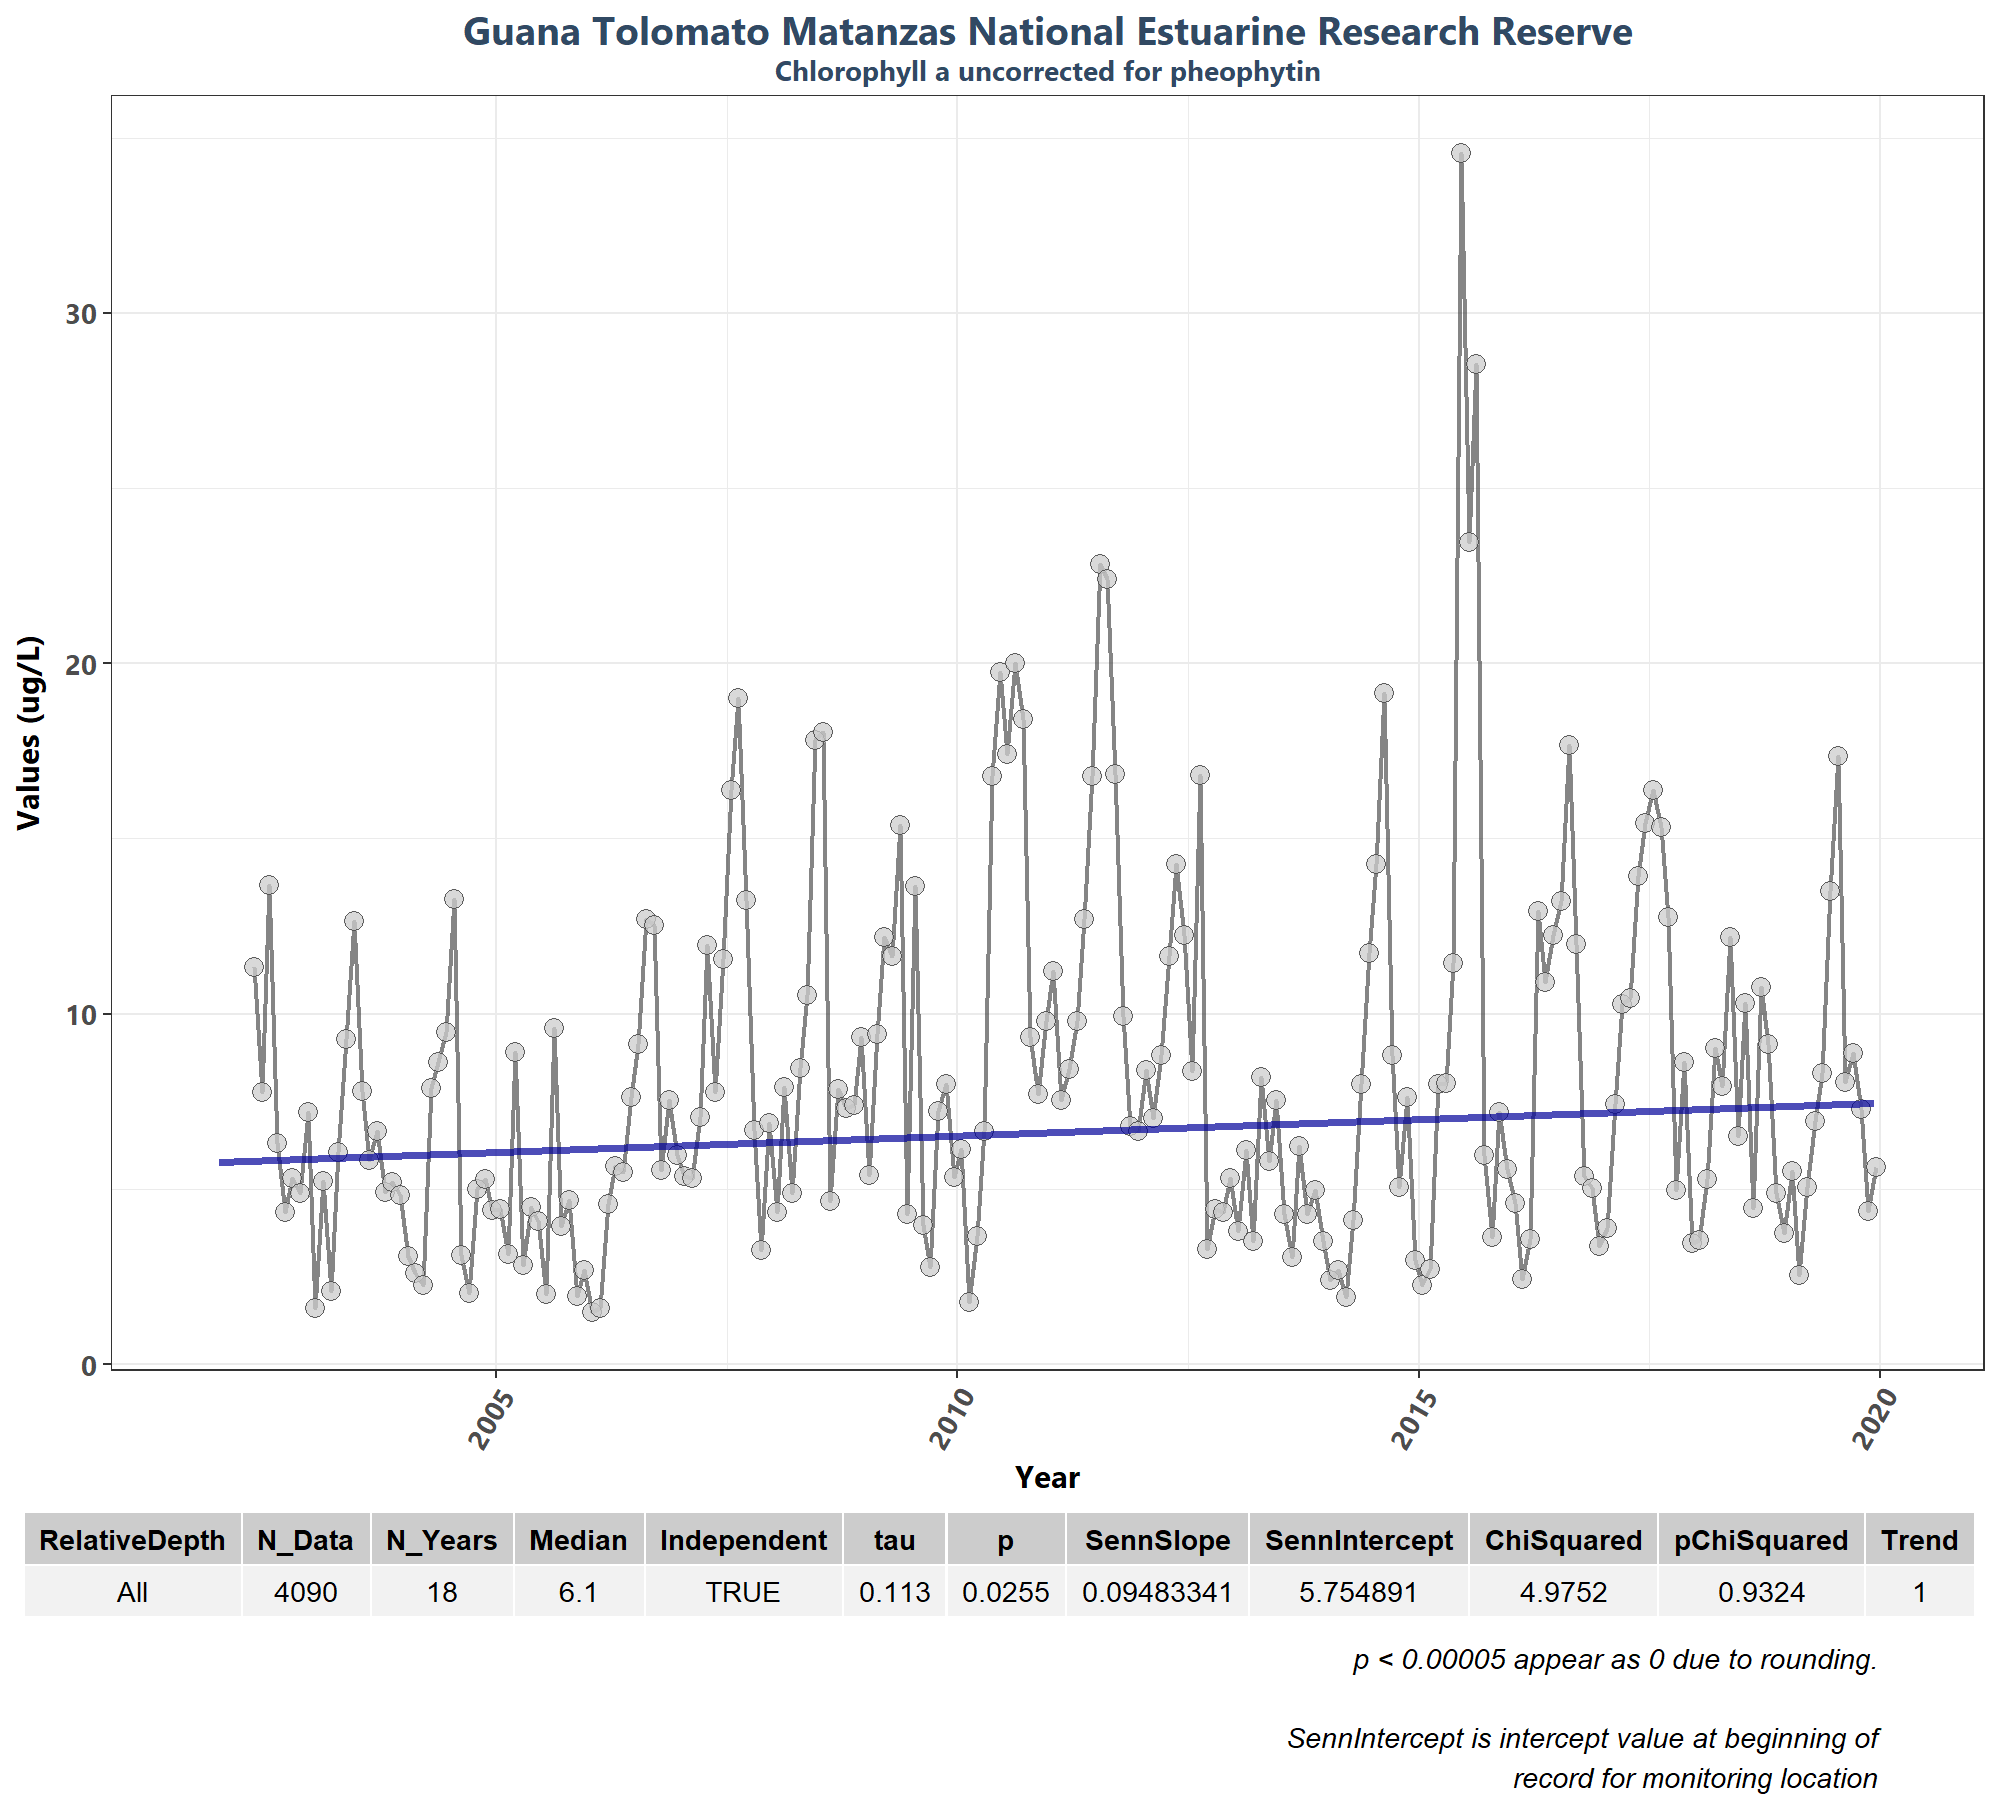 Guana Tolomato Matanzas National Estuarine Research Reserve
Chlorophyll a uncorrected for pheophytin
Values (ug/L)
30
20
10
0
2005
2010
2015
2020
Year
RelativeDepth N_Data N_Years Median Independent tau p SennSlope SennIntercept ChiSquared pChiSquared Trend
All 4090 18 6.1 TRUE 0.113 0.0255 0.09483341 5.754891 4.9752 0.9324 1
p < 0.00005 appear as 0 due to rounding.
SennIntercept is intercept value at beginning of
record for monitoring location